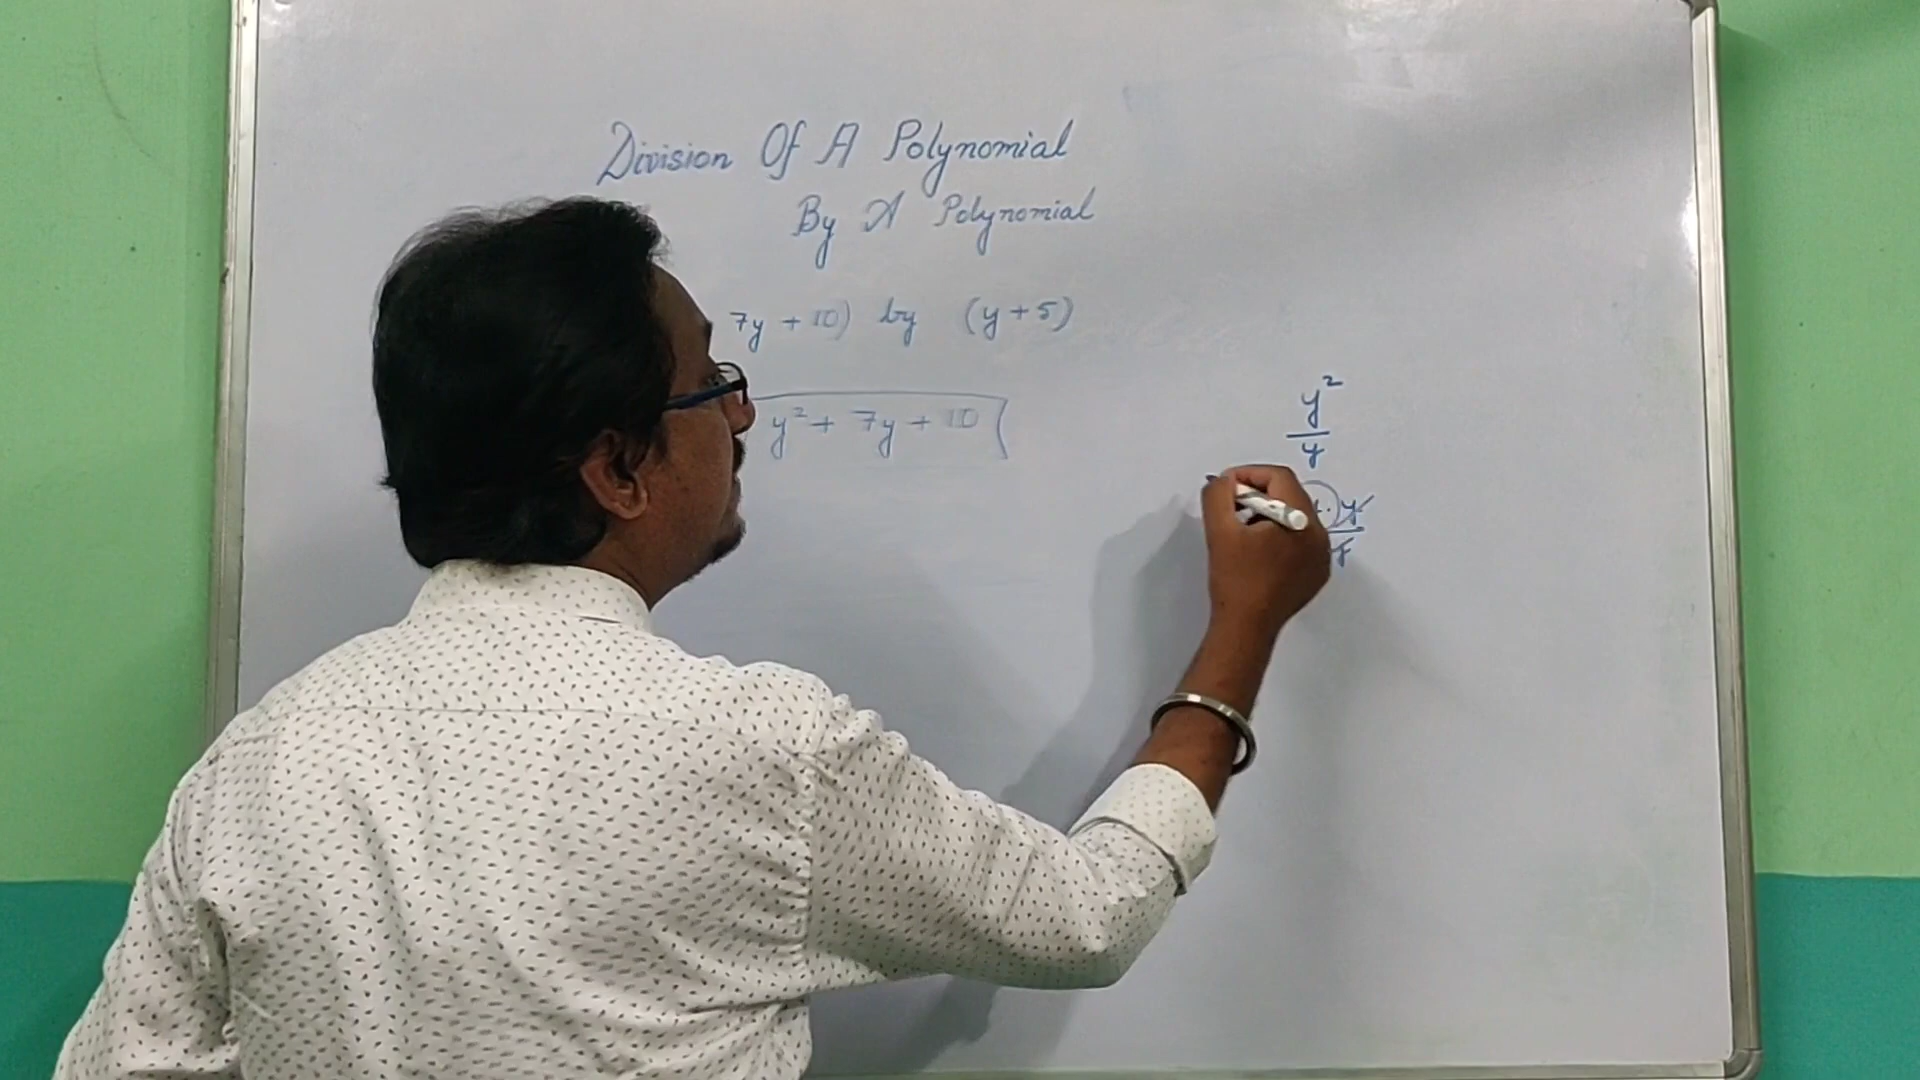 Division Of A Polynomial
By A Polynomial
7y + 10) by (y + 5)
y² + 7y + 10
y²
y
y